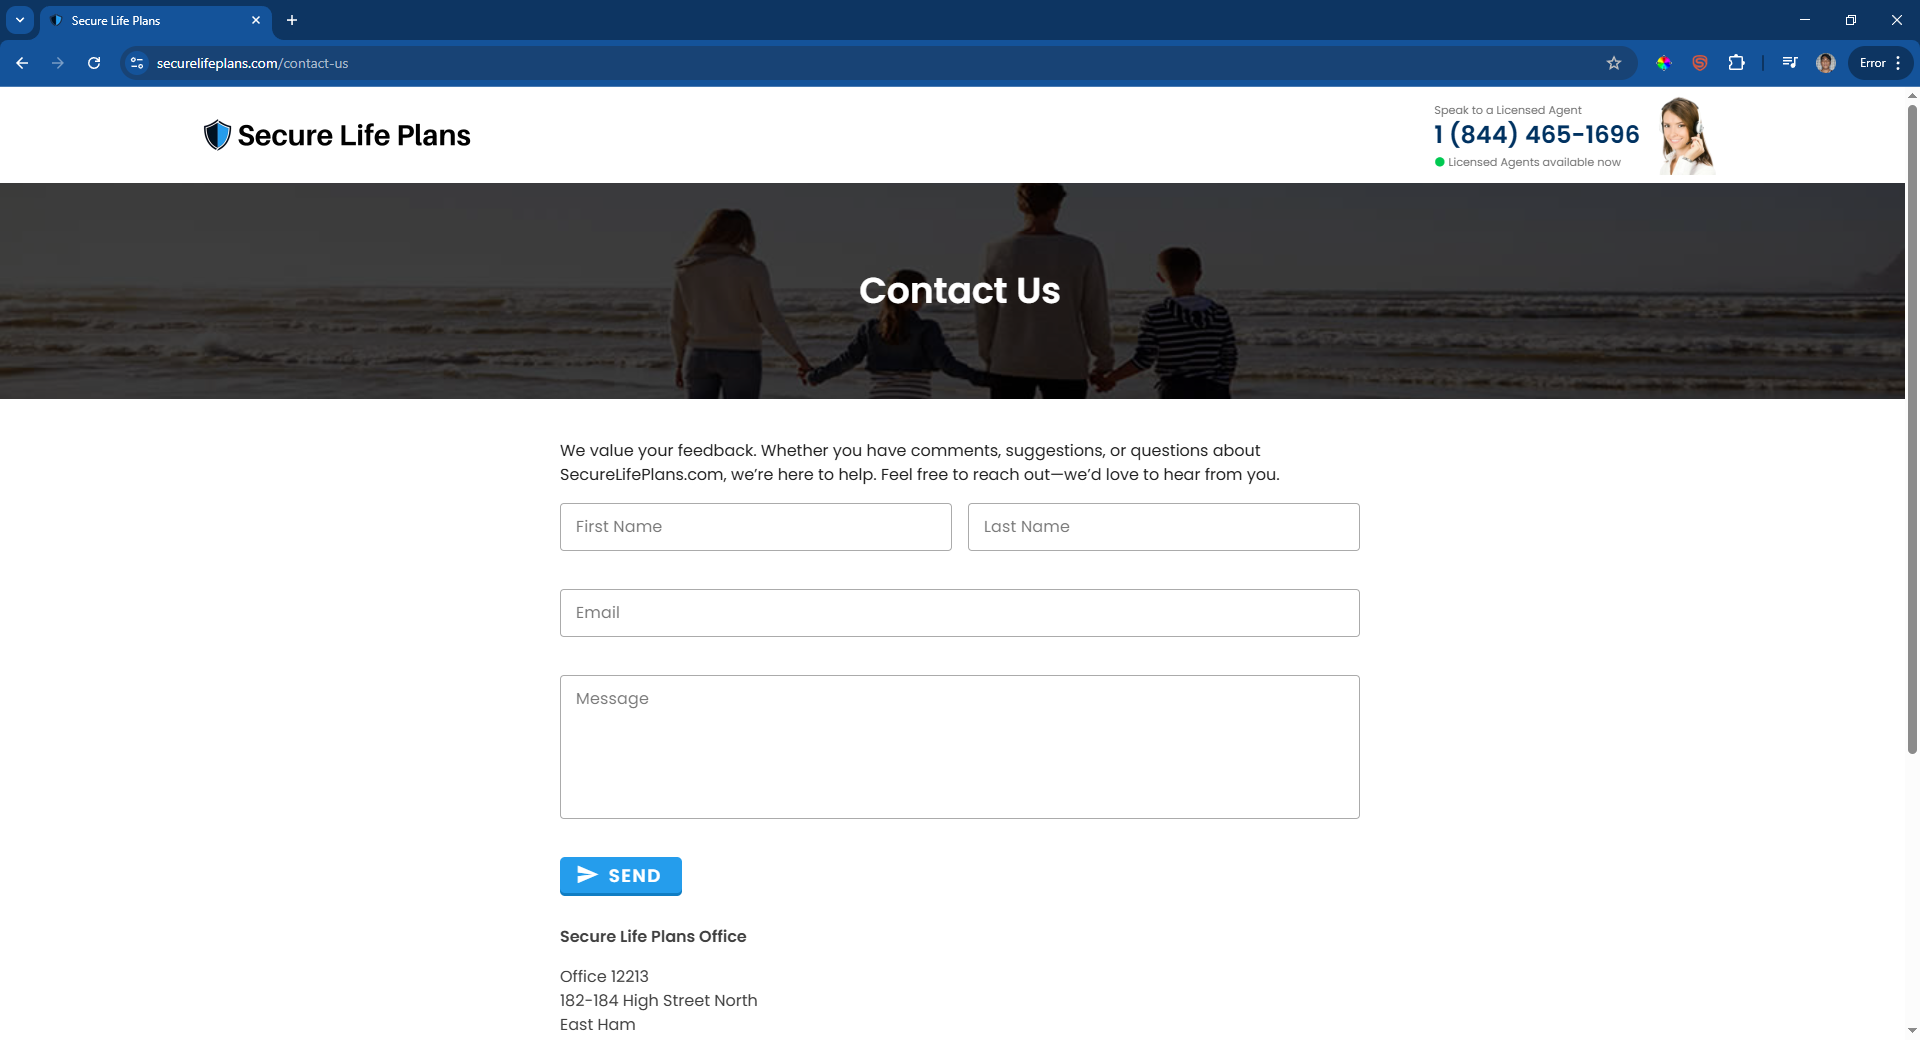 Secure Life Plans
securelifeplans.com/contact-us
Error
Secure Life Plans
Speak to a Licensed Agent
1 (844) 465-1696
Licensed Agents available now
Contact Us
We value your feedback. Whether you have comments, suggestions, or questions about
SecureLifePlans.com, we’re here to help. Feel free to reach out—we’d love to hear from you.
First Name
Last Name
Email
Message
SEND
Secure Life Plans Office
Office 12213
182-184 High Street North
East Ham